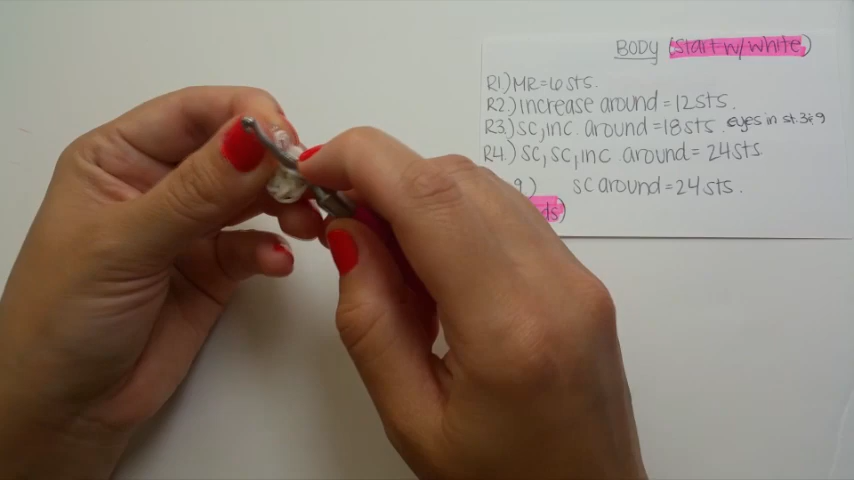 BODY (Start w/ white)
R1.) MR = 6 sts.
R2.) increase around = 12 sts.
R3.) sc, inc. around = 18 sts. eyes in st. 3 & 9
R4.) sc, sc, inc around = 24 sts
9.) sc around = 24 sts.
ds)